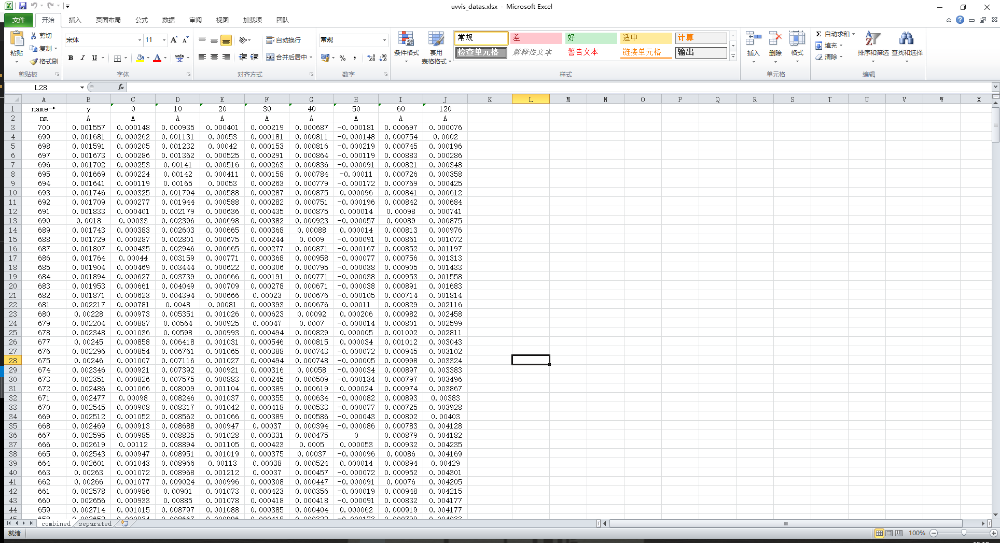 uvvis_datas.xlsx - Microsoft Excel
文件 开始 插入 页面布局 公式 数据 审阅 视图 加载项 团队
粘贴 剪切 复制 格式刷 剪贴板
宋体 11 字体
自动换行 合并后居中 对齐方式
常规 数字
条件格式 套用表格格式 常规 差 好 适中 计算
检查单元格 解释性文本 警告文本 链接单元格 输出 样式
插入 删除 格式 单元格
自动求和 填充 清除 排序和筛选 查找和选择 编辑
L28 fx
A B C D E F G H I J K L M N O P Q R S T U V W X
1 name→ y 0 10 20 30 40 50 60 120
2 nm A A A A A A A A A
3 700 0.001557 0.000148 0.000935 0.000401 0.000219 0.000687 -0.000181 0.000697 0.000076
4 699 0.001681 0.000262 0.001131 0.00053 0.000181 0.000811 -0.000148 0.000754 0.0002
5 698 0.001591 0.000205 0.001232 0.00042 0.000153 0.000816 -0.000219 0.000745 0.000196
6 697 0.001673 0.000286 0.001362 0.000525 0.000291 0.000864 -0.000119 0.000883 0.000286
7 696 0.001702 0.000253 0.00141 0.000516 0.000263 0.000836 -0.000091 0.000821 0.000348
8 695 0.001669 0.000224 0.00142 0.000411 0.000158 0.000784 -0.00011 0.000726 0.000358
9 694 0.001641 0.000119 0.00165 0.00053 0.000263 0.000779 -0.000172 0.000769 0.000425
10 693 0.001746 0.000325 0.001794 0.000588 0.000287 0.000875 0.000096 0.000841 0.000612
11 692 0.001709 0.000277 0.001944 0.000588 0.000282 0.000751 -0.000196 0.000842 0.000684
12 691 0.001833 0.000401 0.002179 0.000636 0.000435 0.000875 0.000014 0.00098 0.000741
13 690 0.0018 0.00033 0.002396 0.000698 0.000382 0.000923 -0.000057 0.00089 0.000875
14 689 0.001743 0.000383 0.002603 0.000665 0.000368 0.00088 0.000014 0.000813 0.000976
15 688 0.001729 0.000287 0.002801 0.000675 0.000244 0.0009 -0.000091 0.000861 0.001072
16 687 0.001807 0.000435 0.002946 0.000665 0.000277 0.000871 -0.000167 0.000852 0.001197
17 686 0.001764 0.00044 0.003159 0.000771 0.000368 0.000958 -0.000077 0.000756 0.001313
18 685 0.001904 0.000469 0.003444 0.000622 0.000306 0.000795 -0.000038 0.000905 0.001433
19 684 0.001894 0.000627 0.003739 0.000666 0.000191 0.000771 -0.000038 0.000953 0.001558
20 683 0.001953 0.000661 0.004049 0.000709 0.000278 0.000671 -0.000038 0.000891 0.001683
21 682 0.001871 0.000623 0.004394 0.000666 0.00023 0.000676 -0.000105 0.000714 0.001814
22 681 0.002217 0.000781 0.0048 0.00081 0.000393 0.000676 0.00011 0.000829 0.002116
23 680 0.00228 0.000973 0.005351 0.001026 0.000623 0.00092 0.000206 0.000982 0.002458
24 679 0.002204 0.000887 0.00564 0.000925 0.00047 0.0007 -0.000014 0.000801 0.002599
25 678 0.002348 0.001036 0.00598 0.000993 0.000494 0.000829 0.000005 0.001002 0.002811
26 677 0.00245 0.000858 0.006418 0.001031 0.000546 0.000815 0.000034 0.001012 0.003043
27 676 0.002296 0.000854 0.006761 0.001065 0.000388 0.000743 -0.000072 0.000945 0.003102
28 675 0.00246 0.001007 0.007116 0.001027 0.000494 0.000748 -0.000005 0.000998 0.003324
29 674 0.002346 0.000921 0.007392 0.000921 0.000316 0.00058 -0.000034 0.000897 0.003383
30 673 0.002351 0.000826 0.007575 0.000883 0.000245 0.000509 -0.000134 0.000797 0.003496
31 672 0.002486 0.001066 0.008009 0.001104 0.000389 0.000619 0.000024 0.000974 0.003867
32 671 0.002477 0.00098 0.008246 0.001037 0.000355 0.000634 -0.000082 0.000893 0.00383
33 670 0.002545 0.000908 0.008317 0.001042 0.000418 0.000533 -0.000077 0.000725 0.003928
34 669 0.002512 0.001052 0.008562 0.001066 0.000389 0.000586 -0.000043 0.000802 0.00403
35 668 0.002469 0.000913 0.008688 0.000947 0.00037 0.000394 -0.000086 0.000783 0.004128
36 667 0.002595 0.000985 0.008835 0.001028 0.000331 0.000475 0 0.000879 0.004182
37 666 0.002619 0.00112 0.008894 0.001105 0.000423 0.0005 0.000053 0.000932 0.004235
38 665 0.002543 0.000947 0.008951 0.001019 0.000375 0.00037 -0.000096 0.00086 0.004169
39 664 0.002601 0.001043 0.008966 0.00113 0.00038 0.000524 0.000014 0.000894 0.00429
40 663 0.00263 0.001072 0.008968 0.001212 0.00037 0.000457 -0.000072 0.000952 0.004301
41 662 0.00266 0.001077 0.009024 0.000996 0.000308 0.000447 -0.000091 0.00076 0.004205
42 661 0.002578 0.000986 0.00901 0.001073 0.000423 0.000356 -0.000019 0.000948 0.004215
43 660 0.002656 0.000933 0.00885 0.001078 0.000418 0.000418 -0.000091 0.000832 0.004177
44 659 0.002714 0.001015 0.008797 0.001088 0.000385 0.000404 0.000062 0.000919 0.004177
combined separated
就绪 100%